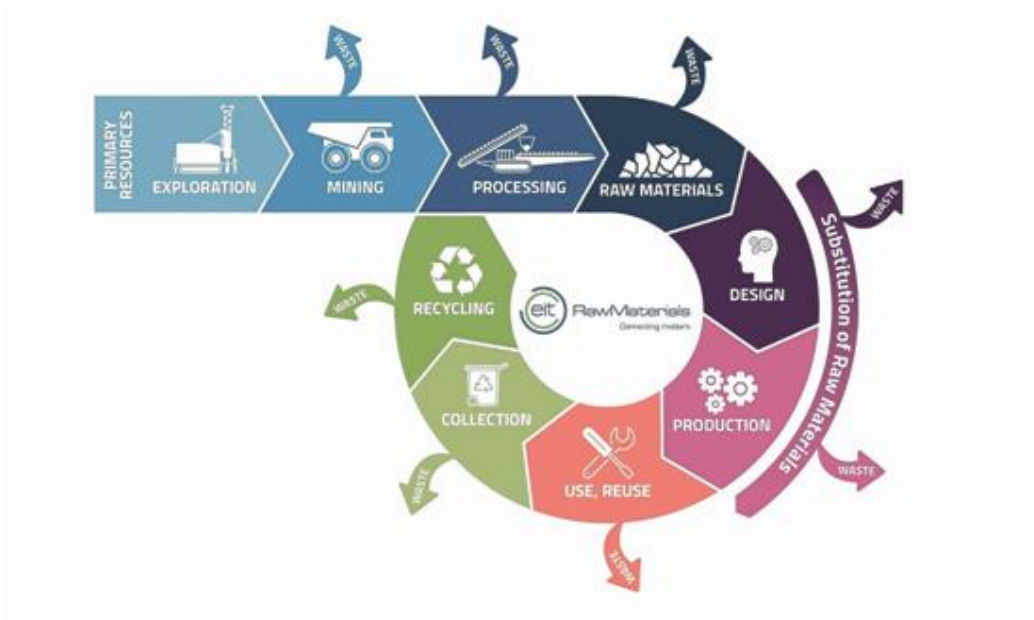 WASTE
WASTE
WASTE
PRIMARY
RESOURCES
EXPLORATION
MINING
PROCESSING
RAW MATERIALS
WASTE
Substitution of Raw Materials
DESIGN
RECYCLING
WASTE
eit RawMaterials
Connecting matters
COLLECTION
PRODUCTION
WASTE
WASTE
USE, REUSE
WASTE